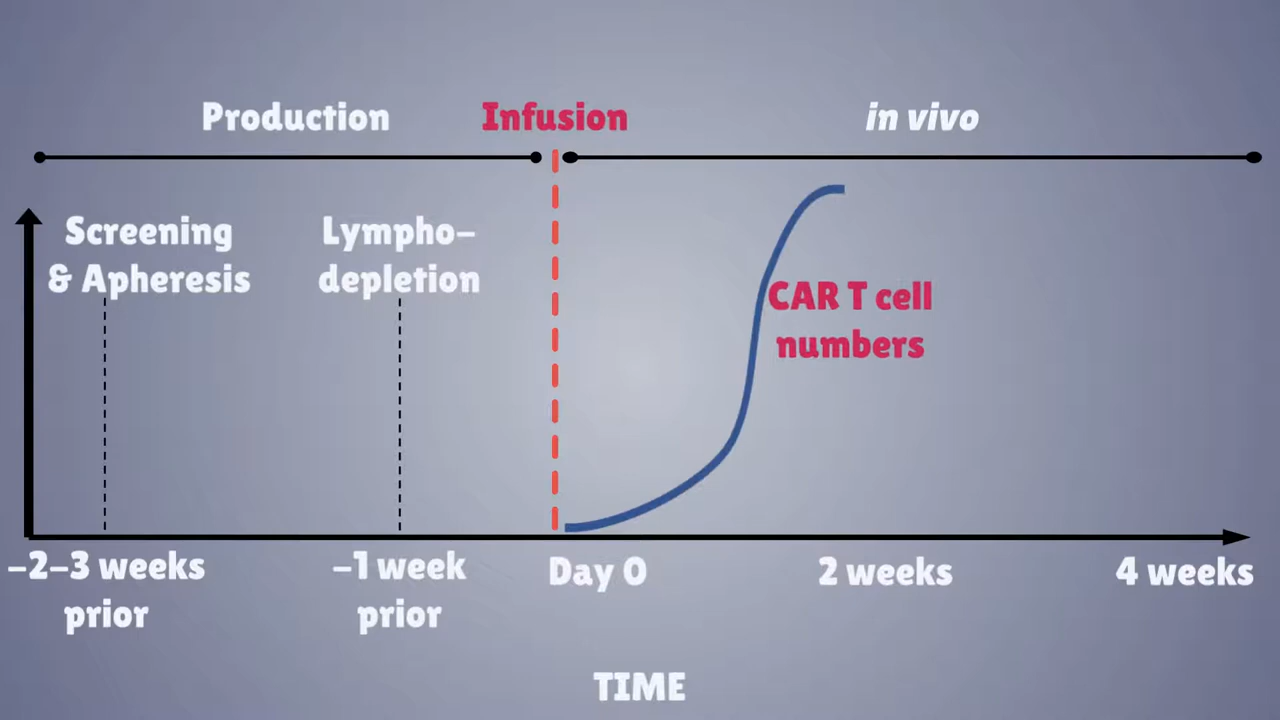 Production
Infusion
in vivo
Screening
& Apheresis
Lympho-
depletion
CAR T cell
numbers
-2-3 weeks
prior
-1 week
prior
Day 0
2 weeks
4 weeks
TIME